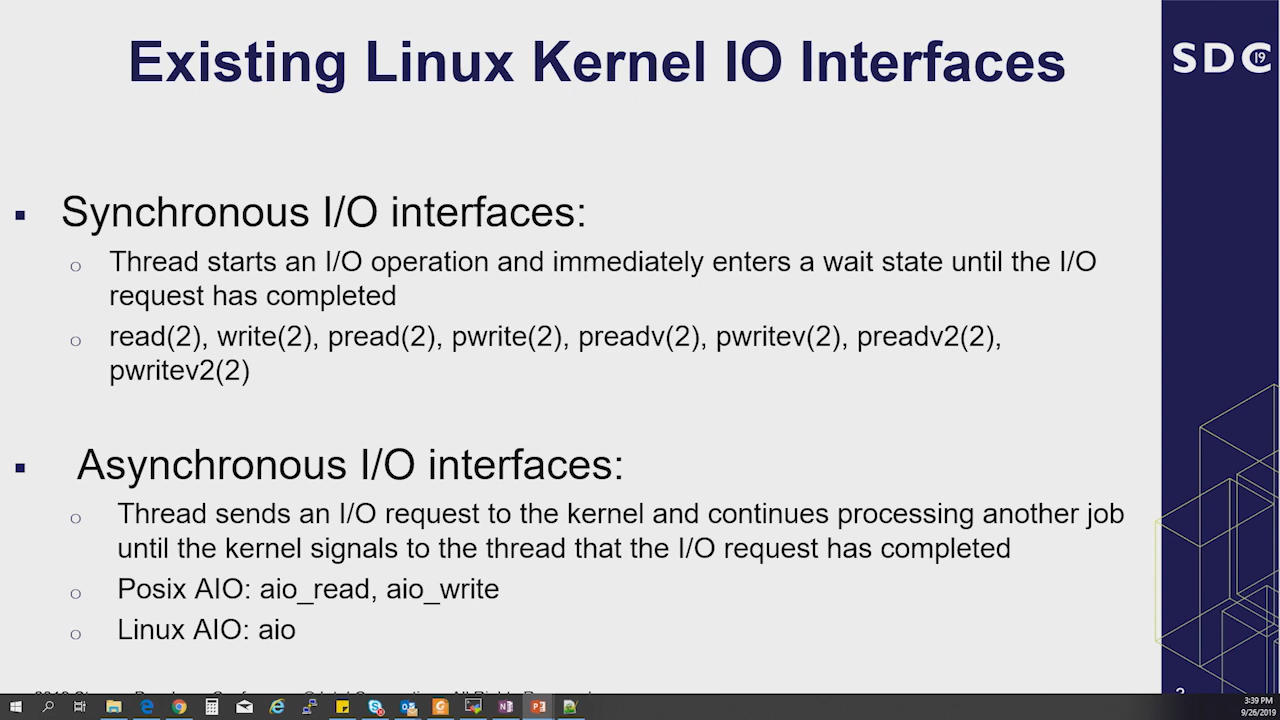 Existing Linux Kernel IO Interfaces
SDC
19
Synchronous I/O interfaces:
Thread starts an I/O operation and immediately enters a wait state until the I/O
request has completed
read(2), write(2), pread(2), pwrite(2), preadv(2), pwritev(2), preadv2(2),
pwritev2(2)
Asynchronous I/O interfaces:
Thread sends an I/O request to the kernel and continues processing another job
until the kernel signals to the thread that the I/O request has completed
Posix AIO: aio_read, aio_write
Linux AIO: aio
3:39 PM
9/26/2019